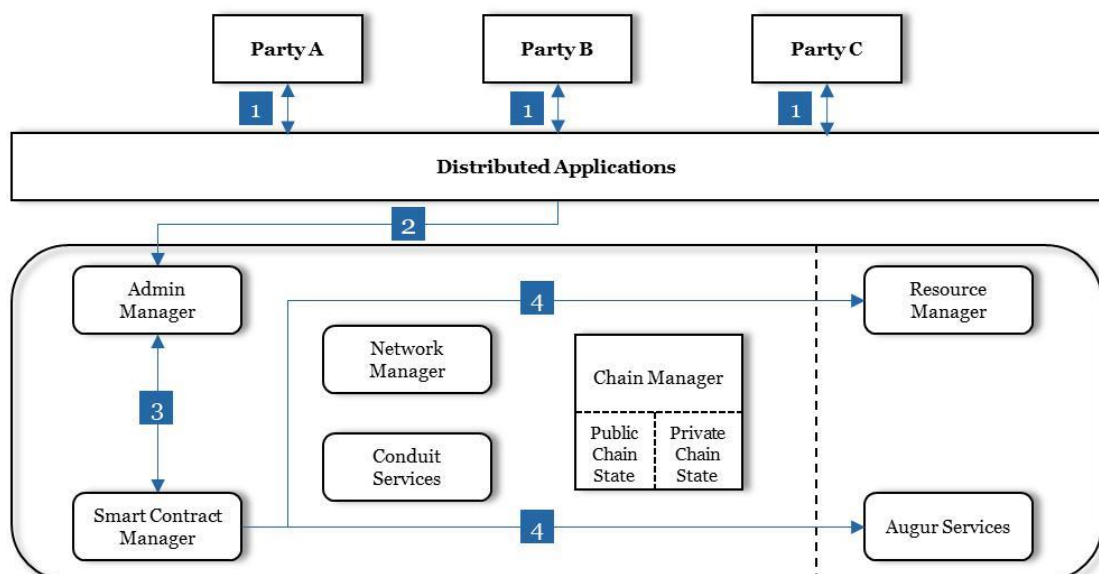 Party A
Party B
Party C
1
1
1
Distributed Applications
2
Admin
Manager
4
Resource
Manager
Network
Manager
Chain Manager
3
Public
Chain
State
Private
Chain
State
Conduit
Services
Smart Contract
Manager
4
Augur Services